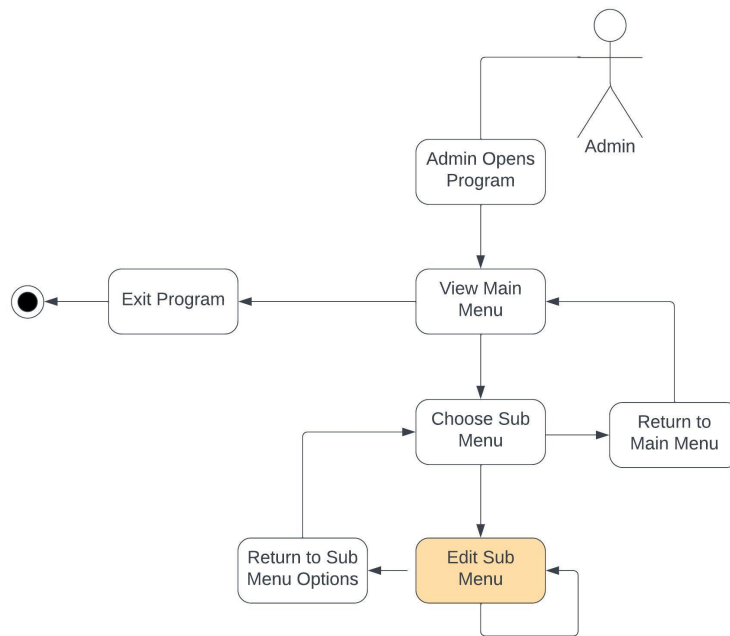 Admin
Admin Opens
Program
Exit Program
View Main
Menu
Choose Sub
Menu
Return to
Main Menu
Return to Sub
Menu Options
Edit Sub
Menu